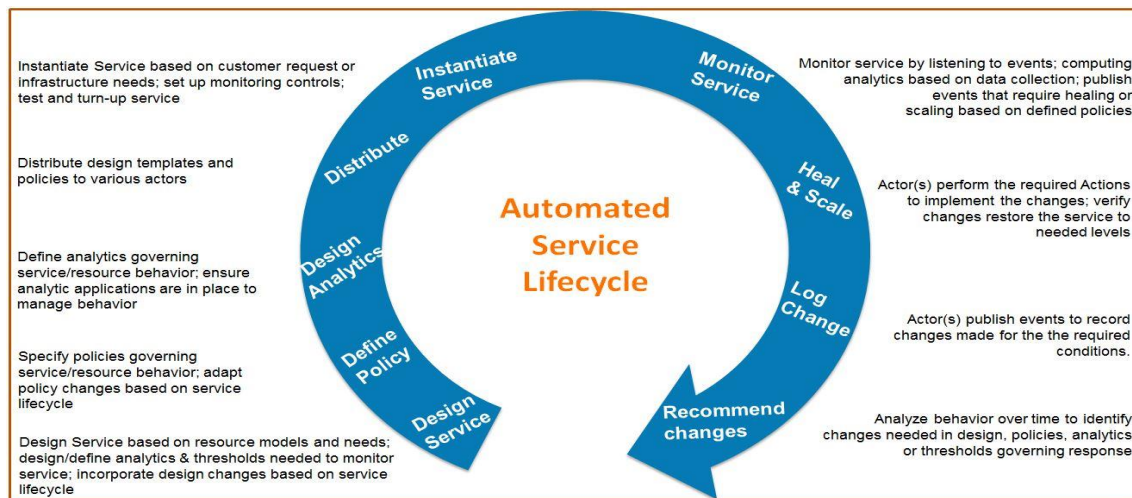 Instantiate Service based on customer request or
infrastructure needs; set up monitoring controls;
test and turn-up service
Distribute design templates and
policies to various actors
Define analytics governing
service/resource behavior; ensure
analytic applications are in place to
manage behavior
Specify policies governing
service/resource behavior; adapt
policy changes based on service
lifecycle
Design Service based on resource models and needs;
design/define analytics & thresholds needed to monitor
service; incorporate design changes based on service
lifecycle
Instantiate
Service
Distribute
Design
Analytics
Define
Policy
Design
Service
Automated
Service
Lifecycle
Monitor
Service
Heal
& Scale
Log
Change
Recommend
changes
Monitor service by listening to events; computing
analytics based on data collection; publish
events that require healing or
scaling based on defined policies
Actor(s) perform the required Actions
to implement the changes; verify
changes restore the service to
needed levels
Actor(s) publish events to record
changes made for the the required
conditions.
Analyze behavior over time to identify
changes needed in design, policies, analytics
or thresholds governing response